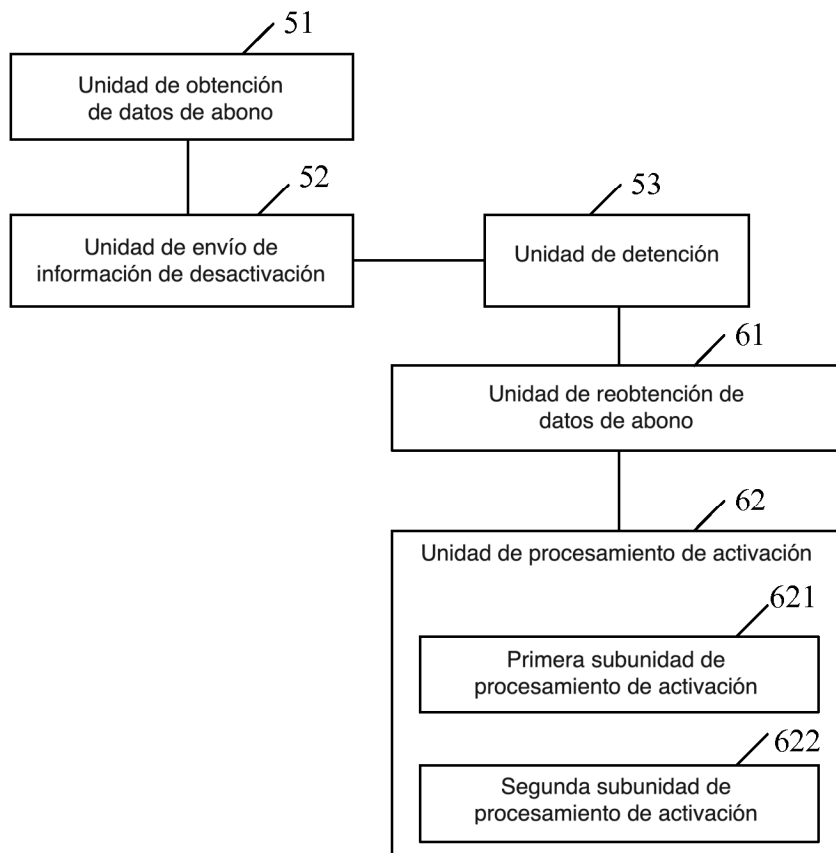 51
Unidad de obtención
de datos de abono
52
Unidad de envío de
información de desactivación
53
Unidad de detención
61
Unidad de reobtención de
datos de abono
62
Unidad de procesamiento de activación
621
Primera subunidad de
procesamiento de activación
622
Segunda subunidad de
procesamiento de activación